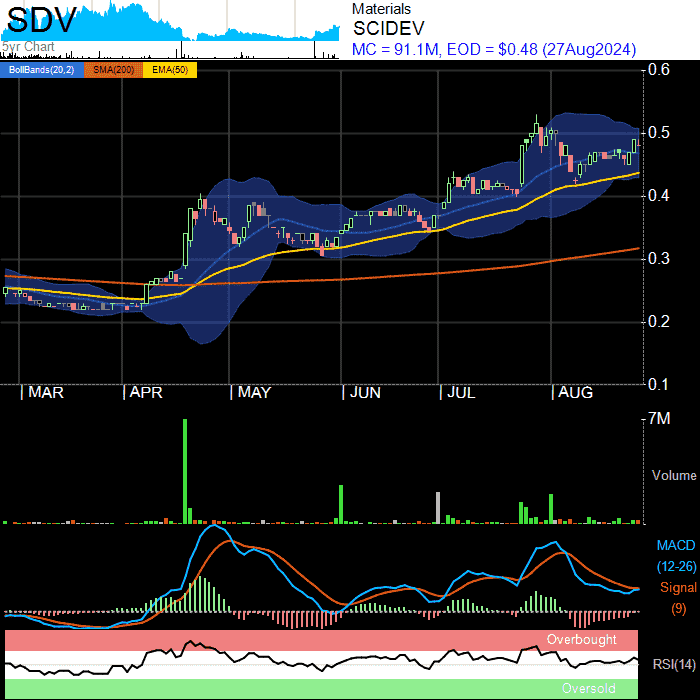 SDV
5yr Chart
Materials
SCIDEV
MC = 91.1M, EOD = $0.48 (27Aug2024)
BollBands(20,2) SMA(200) EMA(50)
0.6
0.5
0.4
0.3
0.2
0.1
MAR APR MAY JUN JUL AUG
7M
Volume
MACD
(12-26)
Signal
(9)
Overbought
RSI(14)
Oversold